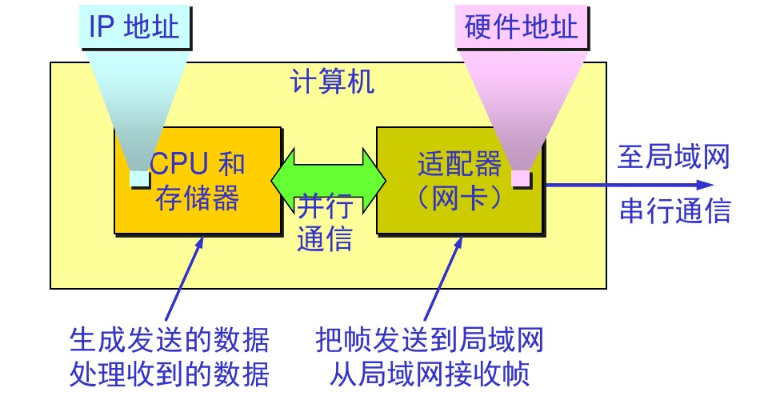 IP 地址
硬件地址
计算机
CPU 和
存储器
并行
通信
适配器
（网卡）
至局域网
串行通信
生成发送的数据
处理收到的数据
把帧发送到局域网
从局域网接收帧